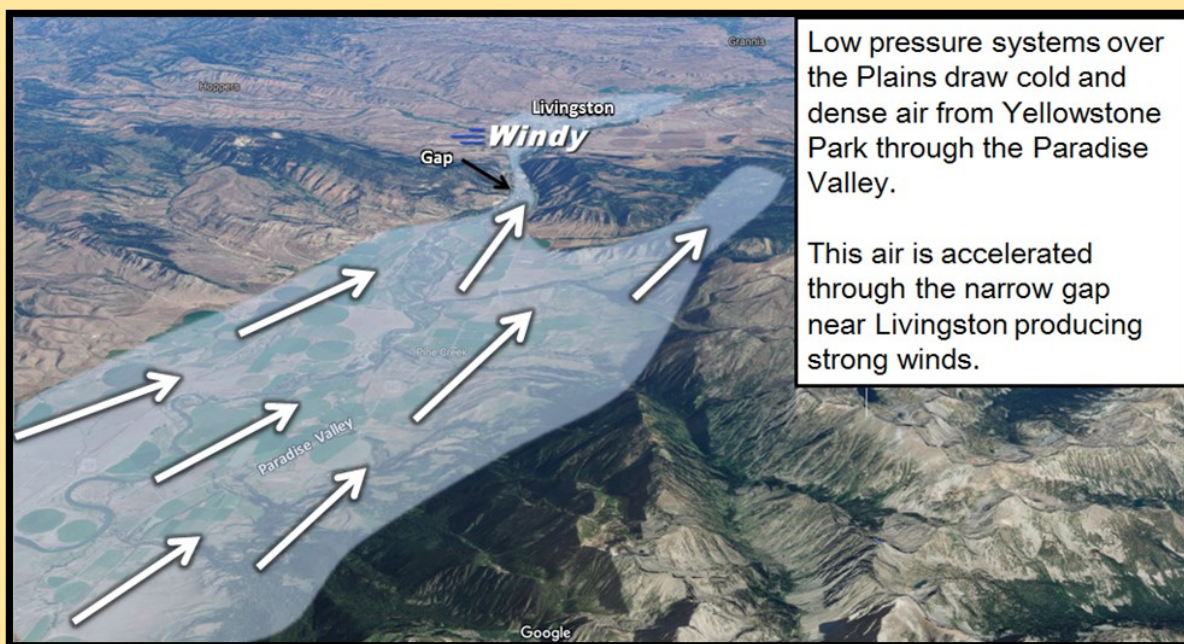 Hoppers
Grannis
Livingston
Windy
Gap
Pine Creek
Paradise Valley
Google
Low pressure systems over
the Plains draw cold and
dense air from Yellowstone
Park through the Paradise
Valley.
This air is accelerated
through the narrow gap
near Livingston producing
strong winds.